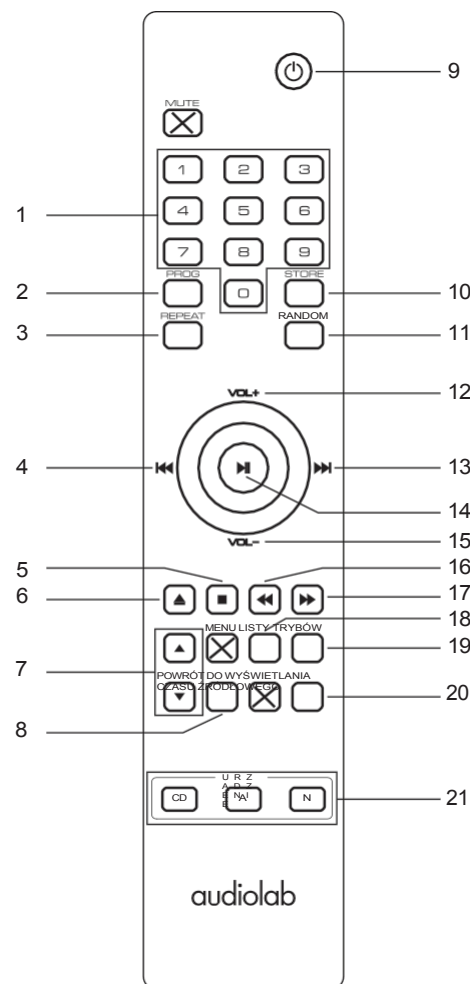 9
MUTE
1 2 3
1
4 5 6
7 8 9
PROG STORE
2 0 10
REPEAT RANDOM
3 11
VOL+ 12
4 13
14
VOL- 15
5 16
6 17
18
MENU LISTY TRYBÓW
19
7
POWRÓT DO WYŚWIETLANIA
CZASU ŹRÓDŁOWEGO
20
8
CD A N
21
audiolab